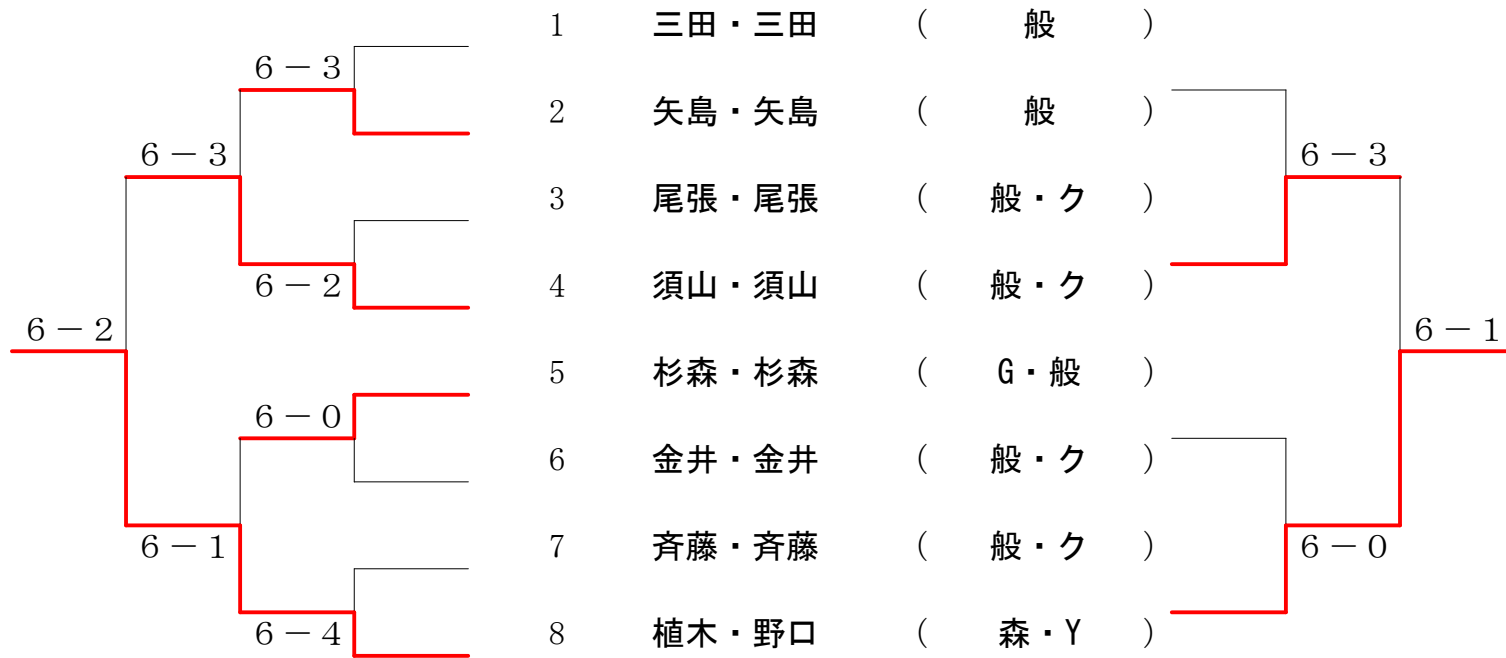 1 三田・三田 ( 般 )
6－3
2 矢島・矢島 ( 般 )
6－3 6－3
3 尾張・尾張 ( 般・ク )
6－2
4 須山・須山 ( 般・ク )
6－2 6－1
5 杉森・杉森 ( G・般 )
6－0
6 金井・金井 ( 般・ク )
6－1
7 斉藤・斉藤 ( 般・ク )
6－0
6－4
8 植木・野口 ( 森・Y )